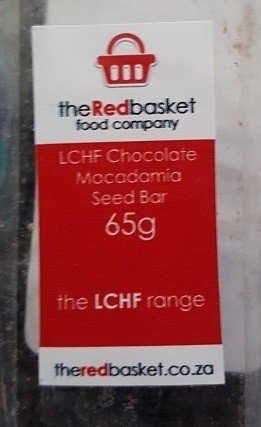 theRedbasket
food company
LCHF Chocolate
Macadamia
Seed Bar
65g
the LCHF range
theredbasket.co.za